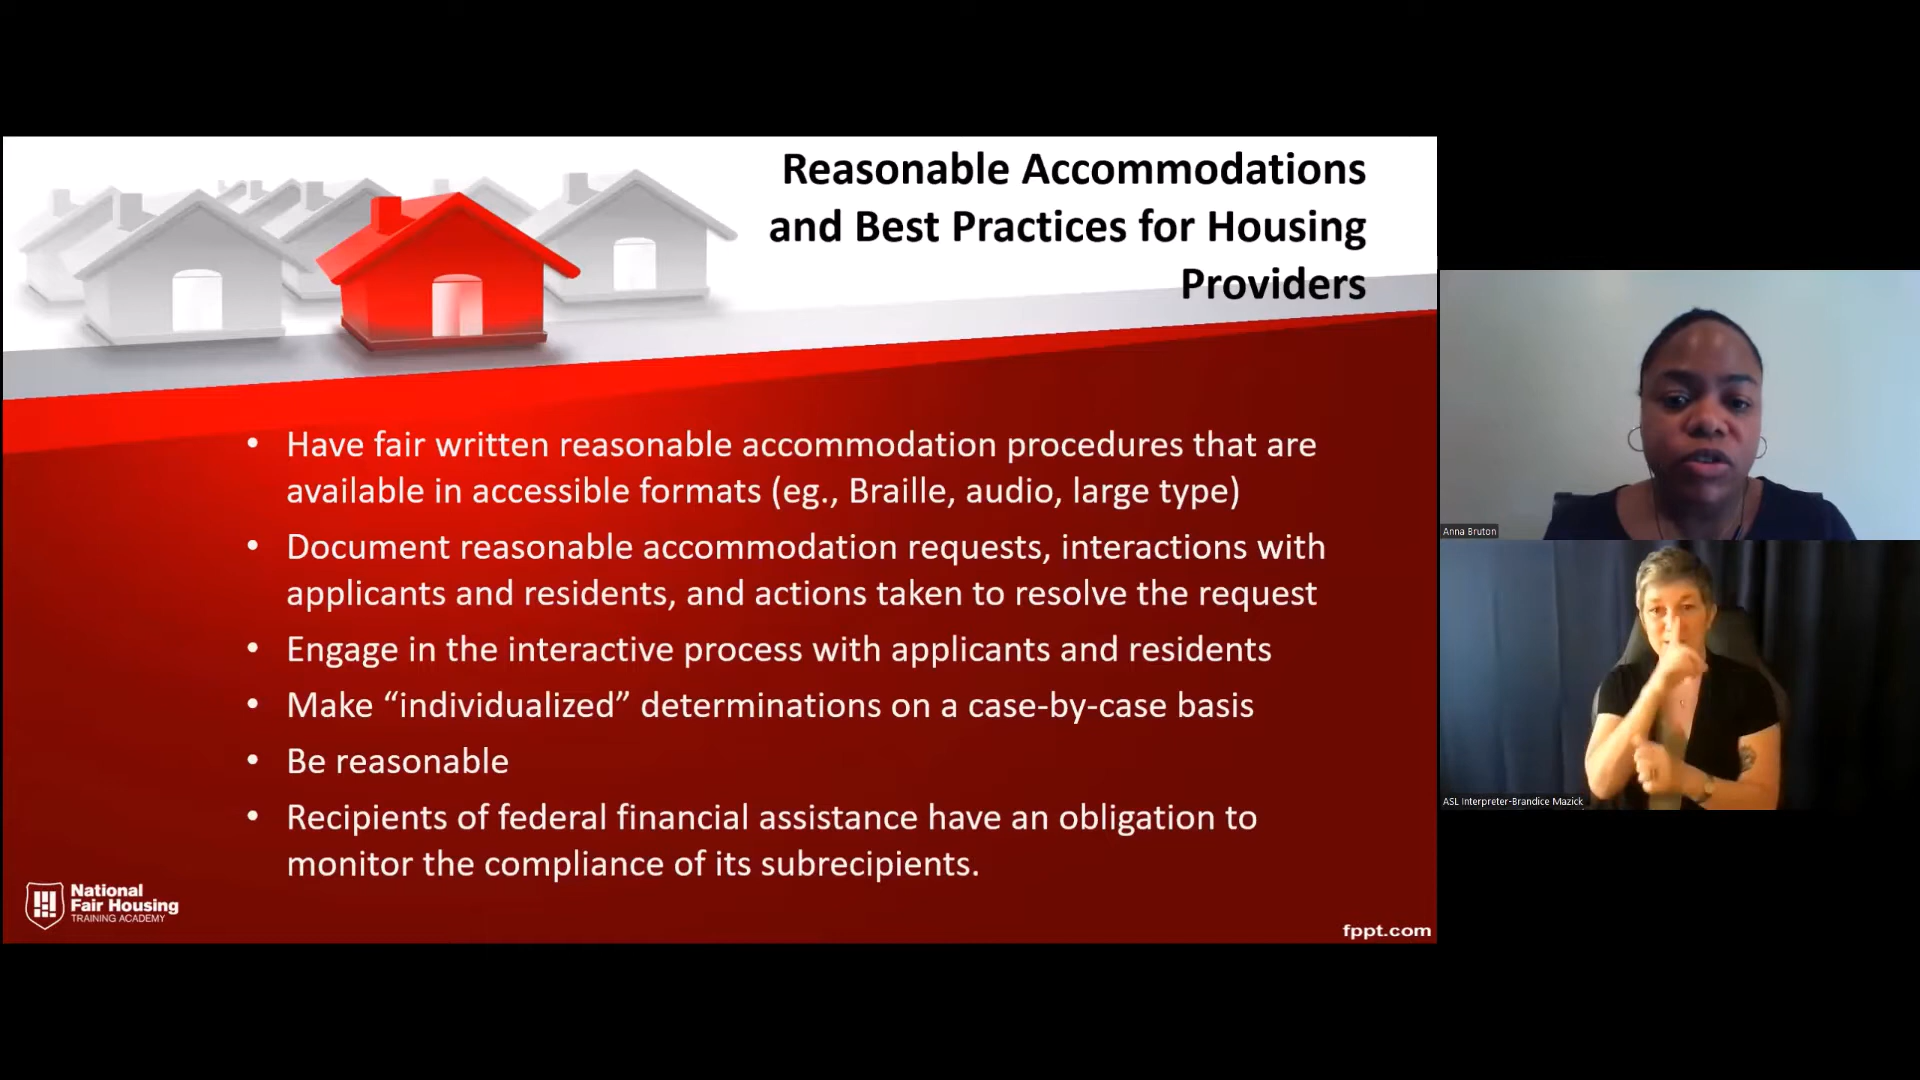 Reasonable Accommodations
and Best Practices for Housing
Providers
• Have fair written reasonable accommodation procedures that are
available in accessible formats (eg., Braille, audio, large type)
• Document reasonable accommodation requests, interactions with
applicants and residents, and actions taken to resolve the request
• Engage in the interactive process with applicants and residents
• Make “individualized” determinations on a case-by-case basis
• Be reasonable
• Recipients of federal financial assistance have an obligation to
monitor the compliance of its subrecipients.
National
Fair Housing
TRAINING ACADEMY
fppt.com
Anna Bruton
ASL Interpreter-Brandice Mazick